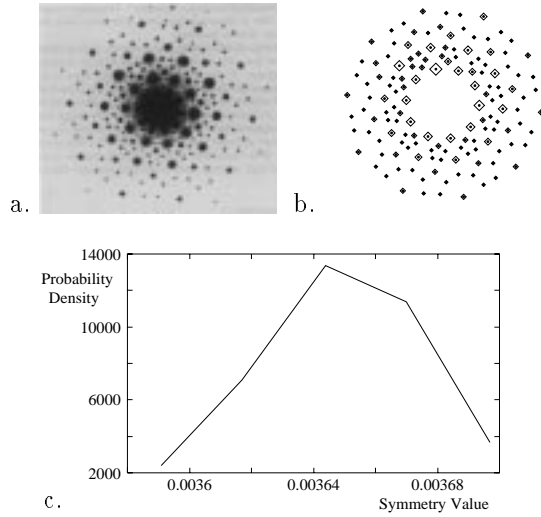 a.
b.
14000
Probability
Density
10000
6000
2000
0.0036
0.00364
0.00368
c.
Symmetry Value